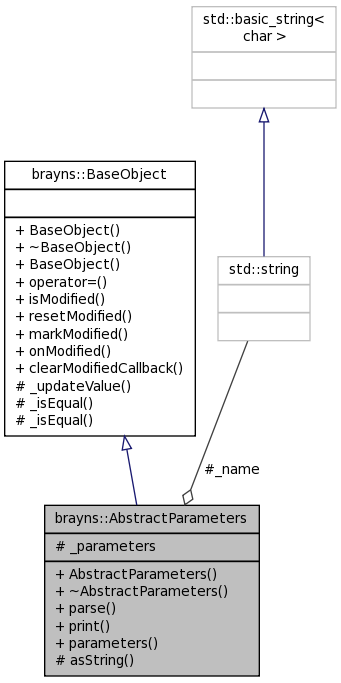 std::basic_string<
char >
brayns::BaseObject
+ BaseObject()
+ ~BaseObject()
+ BaseObject()
+ operator=()
+ isModified()
+ resetModified()
+ markModified()
+ onModified()
+ clearModifiedCallback()
# _updateValue()
# _isEqual()
# _isEqual()
std::string
#_name
brayns::AbstractParameters
# _parameters
+ AbstractParameters()
+ ~AbstractParameters()
+ parse()
+ print()
+ parameters()
# asString()